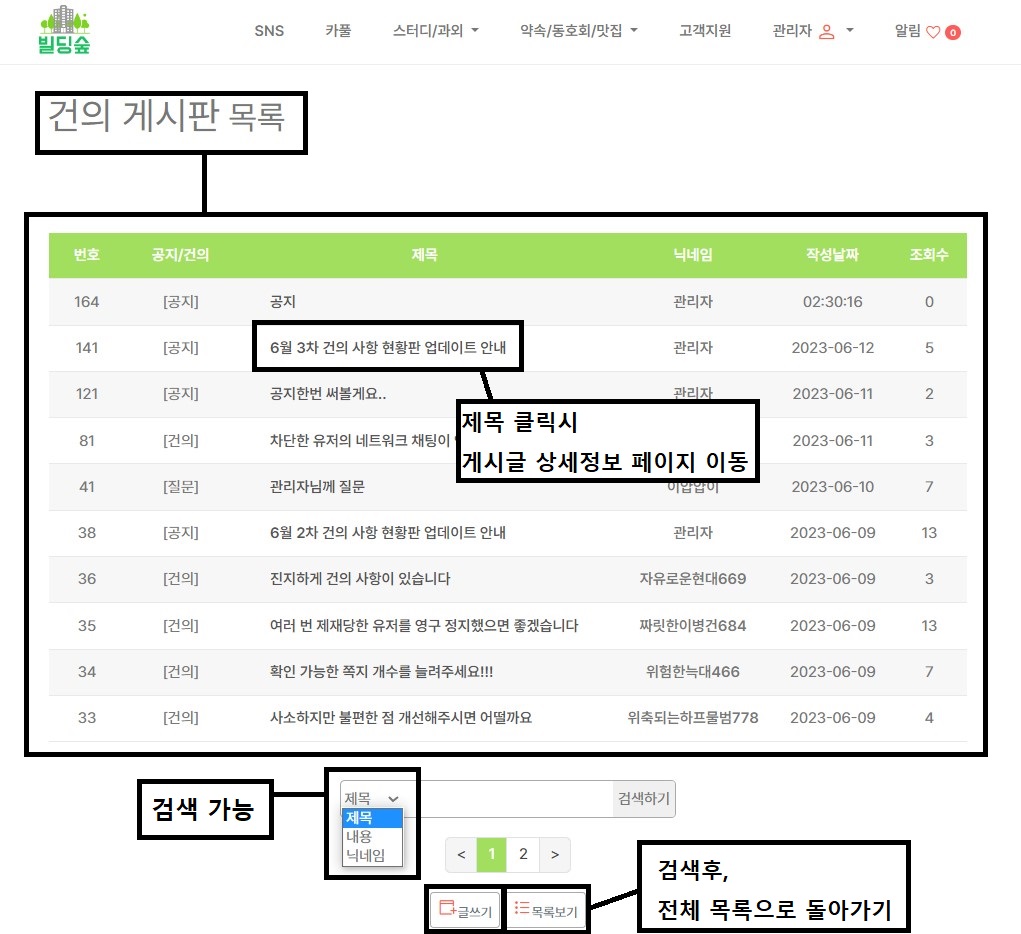 빌딩숲
SNS 카풀 스터디/과외 약속/동호회/맛집 고객지원 관리자 알림 0
건의 게시판 목록
번호 공지/건의 제목 닉네임 작성날짜 조회수
164 [공지] 공지 관리자 02:30:16 0
141 [공지] 6월 3차 건의 사항 현황판 업데이트 안내 관리자 2023-06-12 5
121 [공지] 공지한번 써볼게요.. 관리자 2023-06-11 2
제목 클릭시
81 [건의] 차단한 유저의 네트워크 채팅이 2023-06-11 3
게시글 상세정보 페이지 이동
41 [질문] 관리자님께 질문 2023-06-10 7
38 [공지] 6월 2차 건의 사항 현황판 업데이트 안내 관리자 2023-06-09 13
36 [건의] 진지하게 건의 사항이 있습니다 자유로운현대669 2023-06-09 3
35 [건의] 여러 번 제재당한 유저를 영구 정지했으면 좋겠습니다 짜릿한이병건684 2023-06-09 13
34 [건의] 확인 가능한 쪽지 개수를 늘려주세요!!! 위험한늑대466 2023-06-09 7
33 [건의] 사소하지만 불편한 점 개선해주시면 어떨까요 위축되는하프물범778 2023-06-09 4
검색 가능
제목 검색하기
제목
내용
닉네임
< 1 2 >
글쓰기 목록보기
검색후,
전체 목록으로 돌아가기